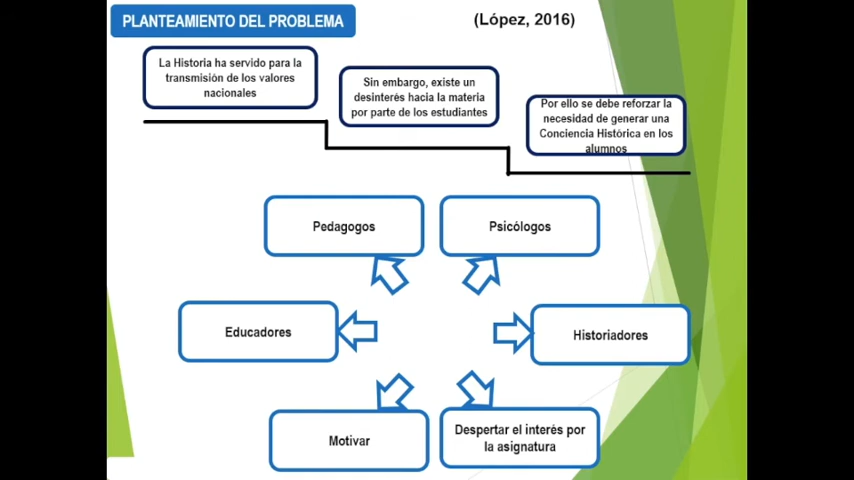 PLANTEAMIENTO DEL PROBLEMA
(López, 2016)
La Historia ha servido para la
transmisión de los valores
nacionales
Sin embargo, existe un
desinterés hacia la materia
por parte de los estudiantes
Por ello se debe reforzar la
necesidad de generar una
Conciencia Histórica en los
alumnos
Pedagogos
Psicólogos
Educadores
Historiadores
Motivar
Despertar el interés por
la asignatura